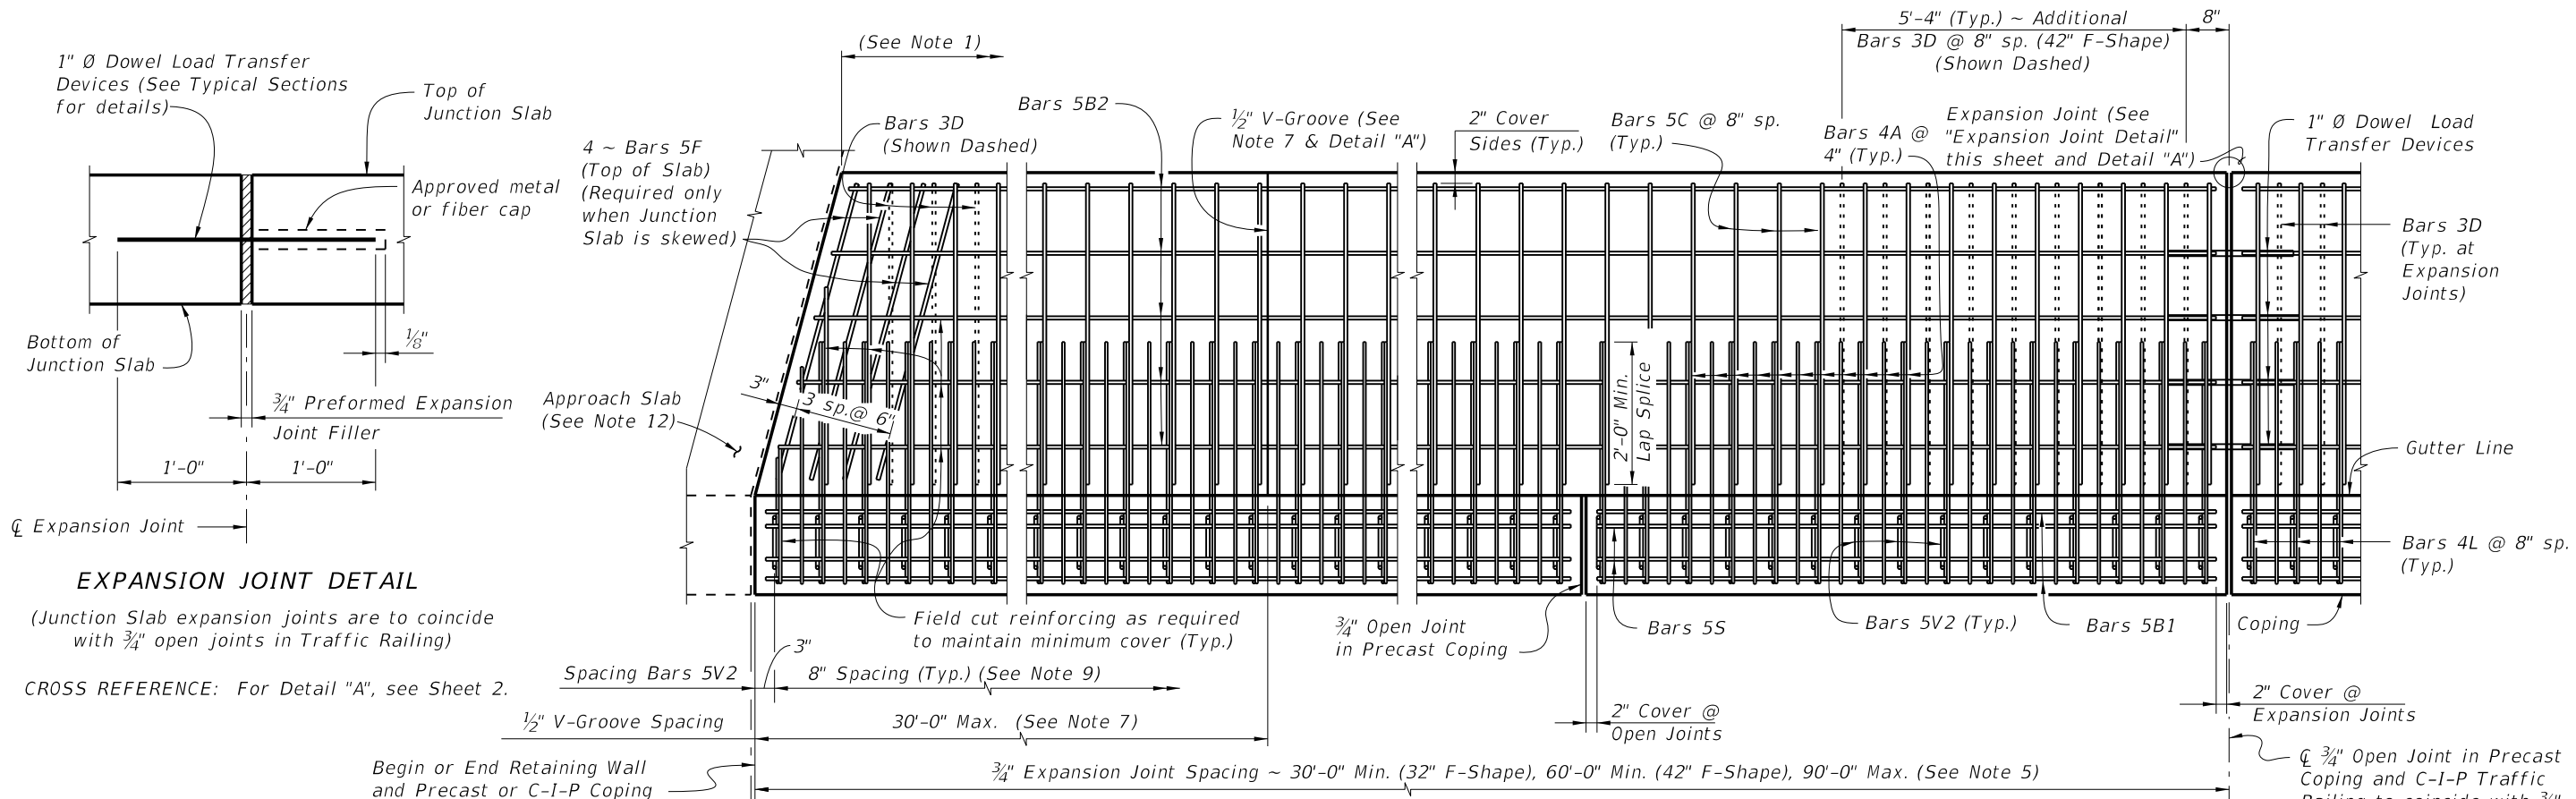 1" Ø Dowel Load Transfer
Devices (See Typical Sections
for details)
Top of
Junction Slab
Approved metal
or fiber cap
Bottom of
Junction Slab
⅛"
¾" Preformed Expansion
Joint Filler
1'-0"
1'-0"
℄ Expansion Joint
EXPANSION JOINT DETAIL
(Junction Slab expansion joints are to coincide
with ¾" open joints in Traffic Railing)
CROSS REFERENCE: For Detail "A", see Sheet 2.
(See Note 1)
4 ~ Bars 5F
(Top of Slab)
(Required only
when Junction
Slab is skewed)
Bars 3D
(Shown Dashed)
Bars 5B2
½" V-Groove (See
Note 7 & Detail "A")
2" Cover
Sides (Typ.)
Bars 5C @ 8" sp.
(Typ.)
5'-4" (Typ.) ~ Additional
Bars 3D @ 8" sp. (42" F-Shape)
(Shown Dashed)
8"
Bars 4A @
4" (Typ.)
Expansion Joint (See
"Expansion Joint Detail"
this sheet and Detail "A")
1" Ø Dowel Load
Transfer Devices
Bars 3D
(Typ. at
Expansion
Joints)
Gutter Line
Bars 4L @ 8" sp.
(Typ.)
3"
3 sp.@ 6"
Approach Slab
(See Note 12)
2'-0" Min.
Lap Splice
Field cut reinforcing as required
to maintain minimum cover (Typ.)
¾" Open Joint
in Precast Coping
Bars 5S
Bars 5V2 (Typ.)
Bars 5B1
Coping
Spacing Bars 5V2
3"
8" Spacing (Typ.) (See Note 9)
½" V-Groove Spacing
30'-0" Max. (See Note 7)
2" Cover @
Open Joints
2" Cover @
Expansion Joints
Begin or End Retaining Wall
and Precast or C-I-P Coping
¾" Expansion Joint Spacing ~ 30'-0" Min. (32" F-Shape), 60'-0" Min. (42" F-Shape), 90'-0" Max. (See Note 5)
℄ ¾" Open Joint in Precast
Coping and C-I-P Traffic
Railing to coincide with ¾"